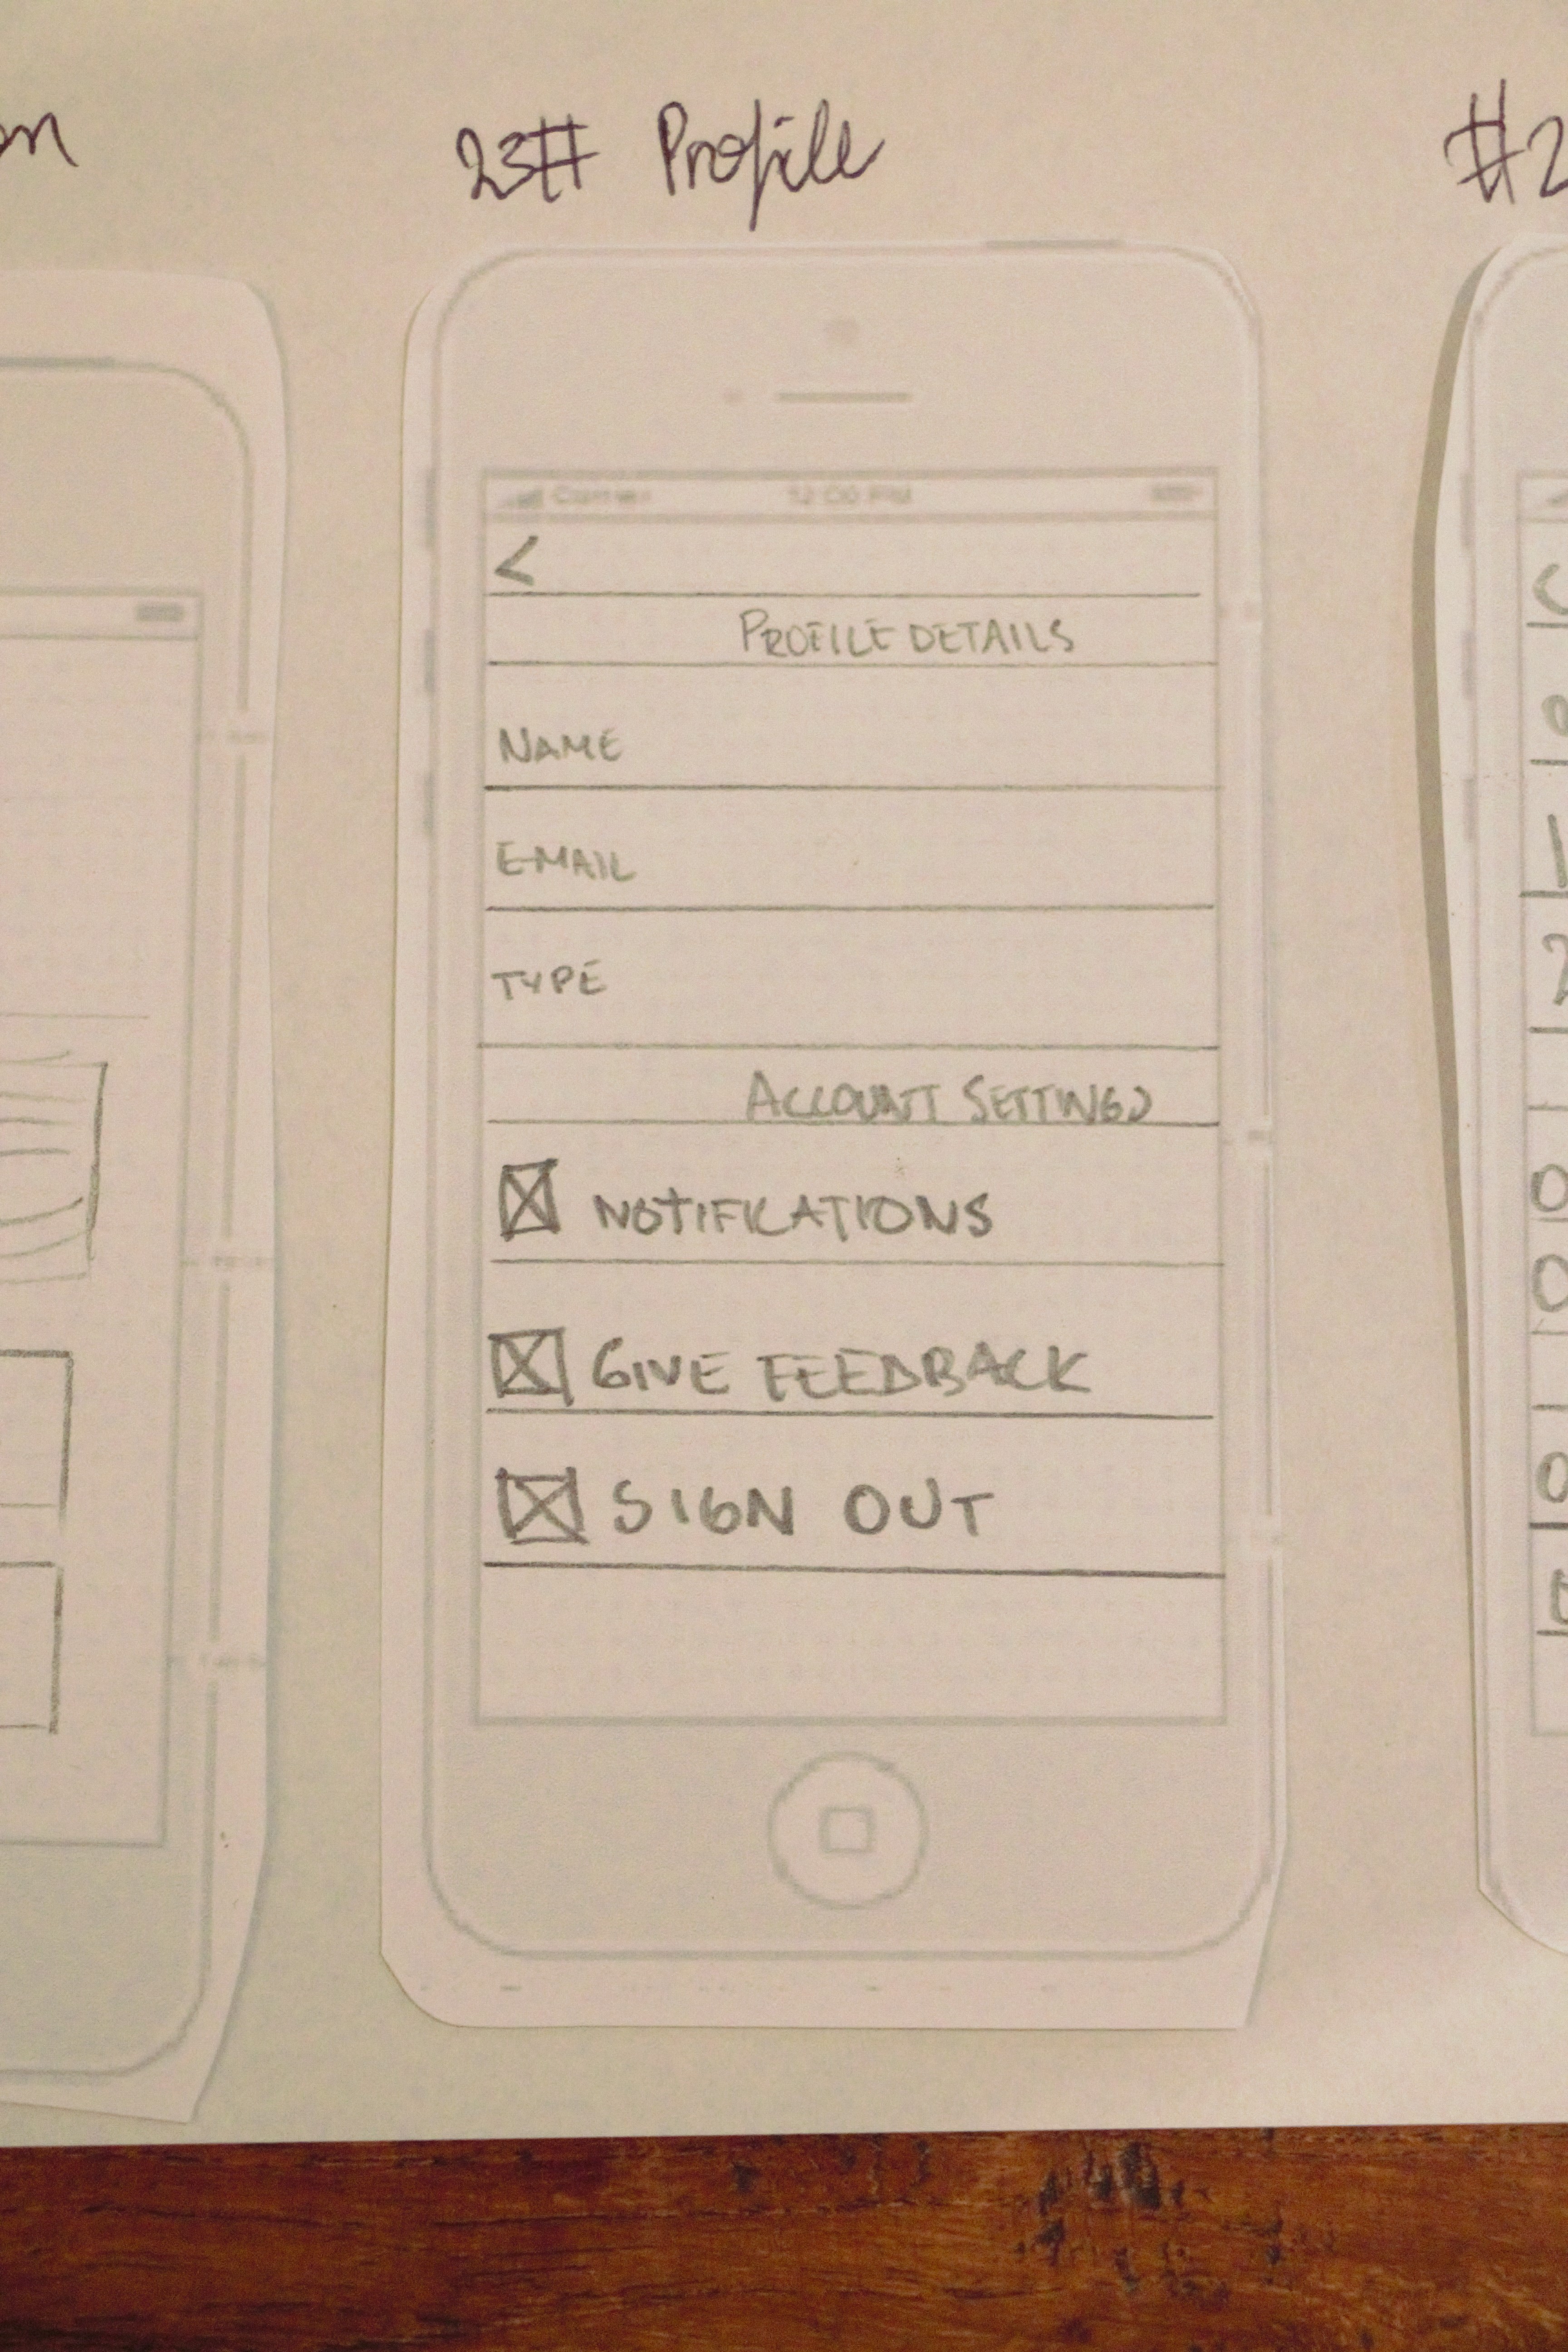 23# Profile
Carrier 12:00 PM
<
PROFILE DETAILS
NAME
EMAIL
TYPE
ACCOUNT SETTINGS
NOTIFICATIONS
GIVE FEEDBACK
SIGN OUT
#2